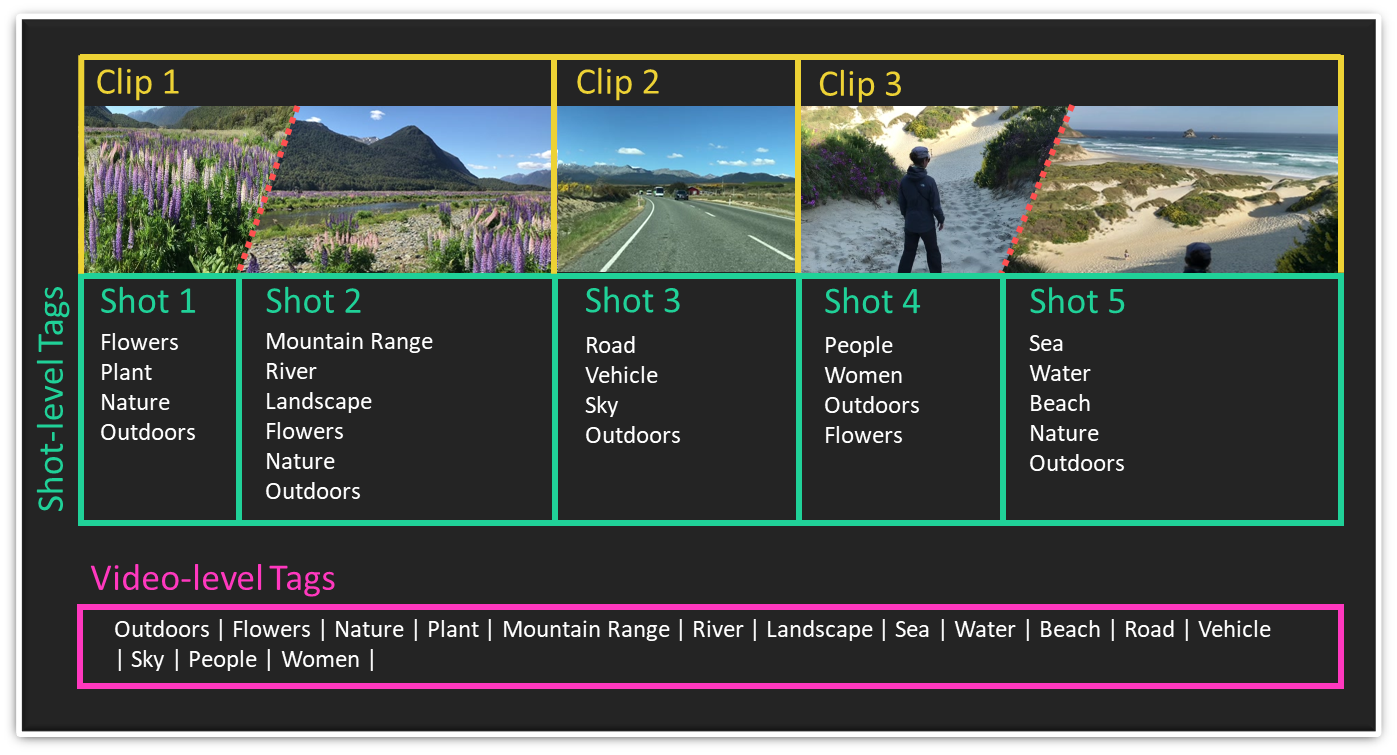 Clip 1
Clip 2
Clip 3
Shot-level Tags
Shot 1
Flowers
Plant
Nature
Outdoors
Shot 2
Mountain Range
River
Landscape
Flowers
Nature
Outdoors
Shot 3
Road
Vehicle
Sky
Outdoors
Shot 4
People
Women
Outdoors
Flowers
Shot 5
Sea
Water
Beach
Nature
Outdoors
Video-level Tags
Outdoors | Flowers | Nature | Plant | Mountain Range | River | Landscape | Sea | Water | Beach | Road | Vehicle
| Sky | People | Women |